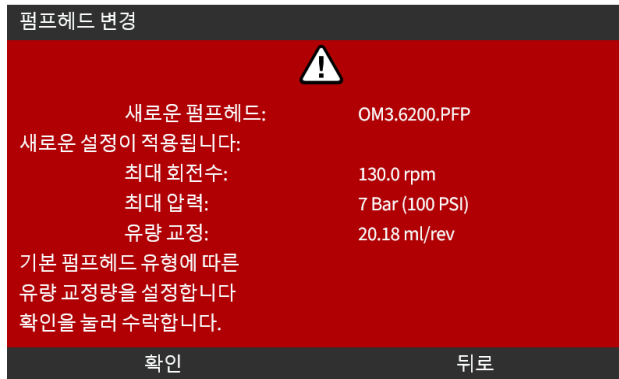 펌프헤드 변경
새로운 펌프헤드: OM3.6200.PFP
새로운 설정이 적용됩니다:
최대 회전수: 130.0 rpm
최대 압력: 7 Bar (100 PSI)
유량 교정: 20.18 ml/rev
기본 펌프헤드 유형에 따른
유량 교정량을 설정합니다
확인을 눌러 수락합니다.
확인 뒤로